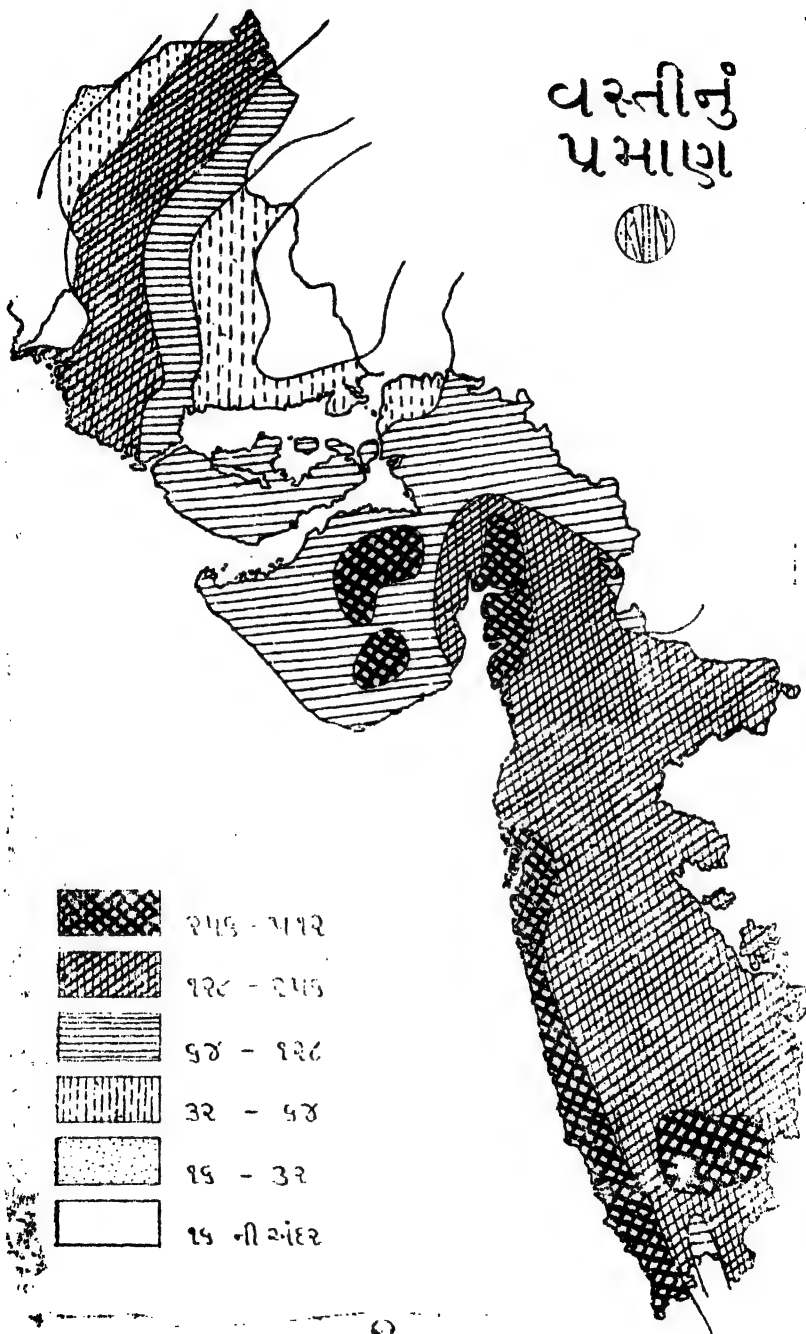 વસ્તીનું
પ્રમાણ
૨૫૬ - ૫૧૨
૧૨૮ - ૨૫૬
૬૪ - ૧૨૮
૩૨ - ૬૪
૧૬ - ૩૨
૧૬ ની અંદર